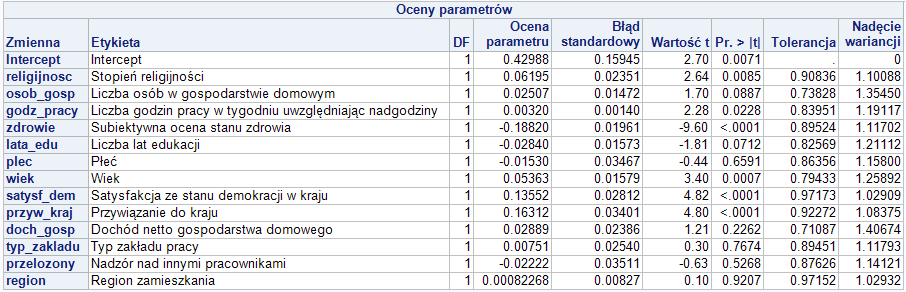 Oceny parametrów
Zmienna Etykieta DF Ocena parametru Błąd standardowy Wartość t Pr. > |t| Tolerancja Nadęcie wariancji
Intercept Intercept 1 0.42988 0.15945 2.70 0.0071 . 0
religijnosc Stopień religijności 1 0.06195 0.02351 2.64 0.0085 0.90836 1.10088
osob_gosp Liczba osób w gospodarstwie domowym 1 0.02507 0.01472 1.70 0.0887 0.73828 1.35450
godz_pracy Liczba godzin pracy w tygodniu uwzględniając nadgodziny 1 0.00320 0.00140 2.28 0.0228 0.83951 1.19117
zdrowie Subiektywna ocena stanu zdrowia 1 -0.18820 0.01961 -9.60 <.0001 0.89524 1.11702
lata_edu Liczba lat edukacji 1 -0.02840 0.01573 -1.81 0.0712 0.82569 1.21112
plec Płeć 1 -0.01530 0.03467 -0.44 0.6591 0.86356 1.15800
wiek Wiek 1 0.05363 0.01579 3.40 0.0007 0.79433 1.25892
satysf_dem Satysfakcja ze stanu demokracji w kraju 1 0.13552 0.02812 4.82 <.0001 0.97173 1.02909
przyw_kraj Przywiązanie do kraju 1 0.16312 0.03401 4.80 <.0001 0.92272 1.08375
doch_gosp Dochód netto gospodarstwa domowego 1 0.02889 0.02386 1.21 0.2262 0.71087 1.40674
typ_zakladu Typ zakładu pracy 1 0.00751 0.02540 0.30 0.7674 0.89451 1.11793
przelozony Nadzór nad innymi pracownikami 1 -0.02222 0.03511 -0.63 0.5268 0.87626 1.14121
region Region zamieszkania 1 0.00082268 0.00827 0.10 0.9207 0.97152 1.02932